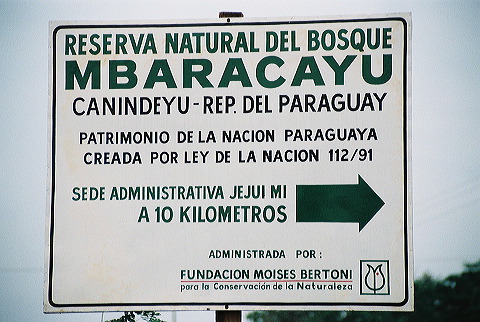 RESERVA NATURAL DEL BOSQUE
MBARACAYU
CANINDEYU - REP. DEL PARAGUAY
PATRIMONIO DE LA NACION PARAGUAYA
CREADA POR LEY DE LA NACION 112/91
SEDE ADMINISTRATIVA JEJUI MI
A 10 KILOMETROS
ADMINISTRADA POR :
FUNDACION MOISES BERTONI
para la Conservación de la Naturaleza